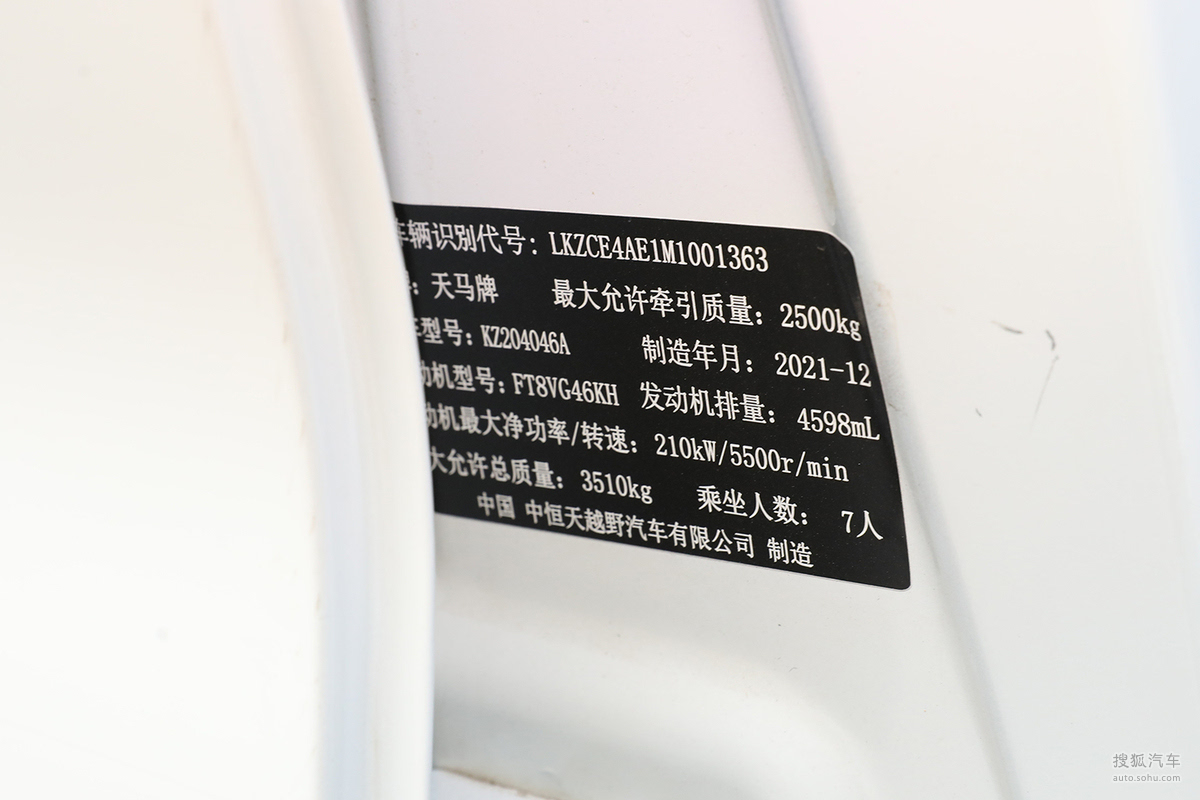 车辆识别代号：LKZCE4AE1M1001363
：天马牌 最大允许牵引质量：2500kg
型号：KZ204046A 制造年月：2021-12
动机型号：FT8VG46KH 发动机排量：4598mL
动机最大净功率/转速：210kW/5500r/min
大允许总质量：3510kg 乘坐人数：7人
中国 中恒天越野汽车有限公司 制造
搜狐汽车
auto.sohu.com